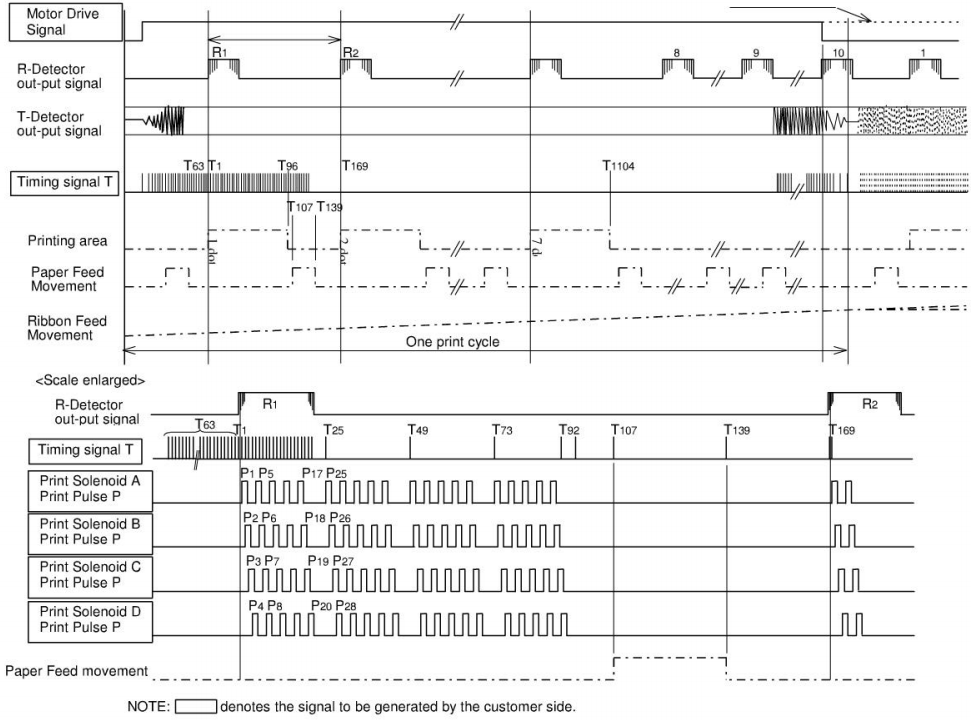 Motor Drive
Signal
R1
R2
8
9
10
1
R-Detector
out-put signal
T-Detector
out-put signal
T63 T1
T96
T169
T1104
Timing signal T
T107 T139
Printing area
1 dot
2 dot
7 do
Paper Feed
Movement
Ribbon Feed
Movement
One print cycle
<Scale enlarged>
R-Detector
out-put signal
R1
R2
T63
T1
T25
T49
T73
T92
T107
T139
T169
Timing signal T
Print Solenoid A
Print Pulse P
P1 P5
P17 P25
Print Solenoid B
Print Pulse P
P2 P6
P18 P26
Print Solenoid C
Print Pulse P
P3 P7
P19 P27
Print Solenoid D
Print Pulse P
P4 P8
P20 P28
Paper Feed movement
NOTE: denotes the signal to be generated by the customer side.